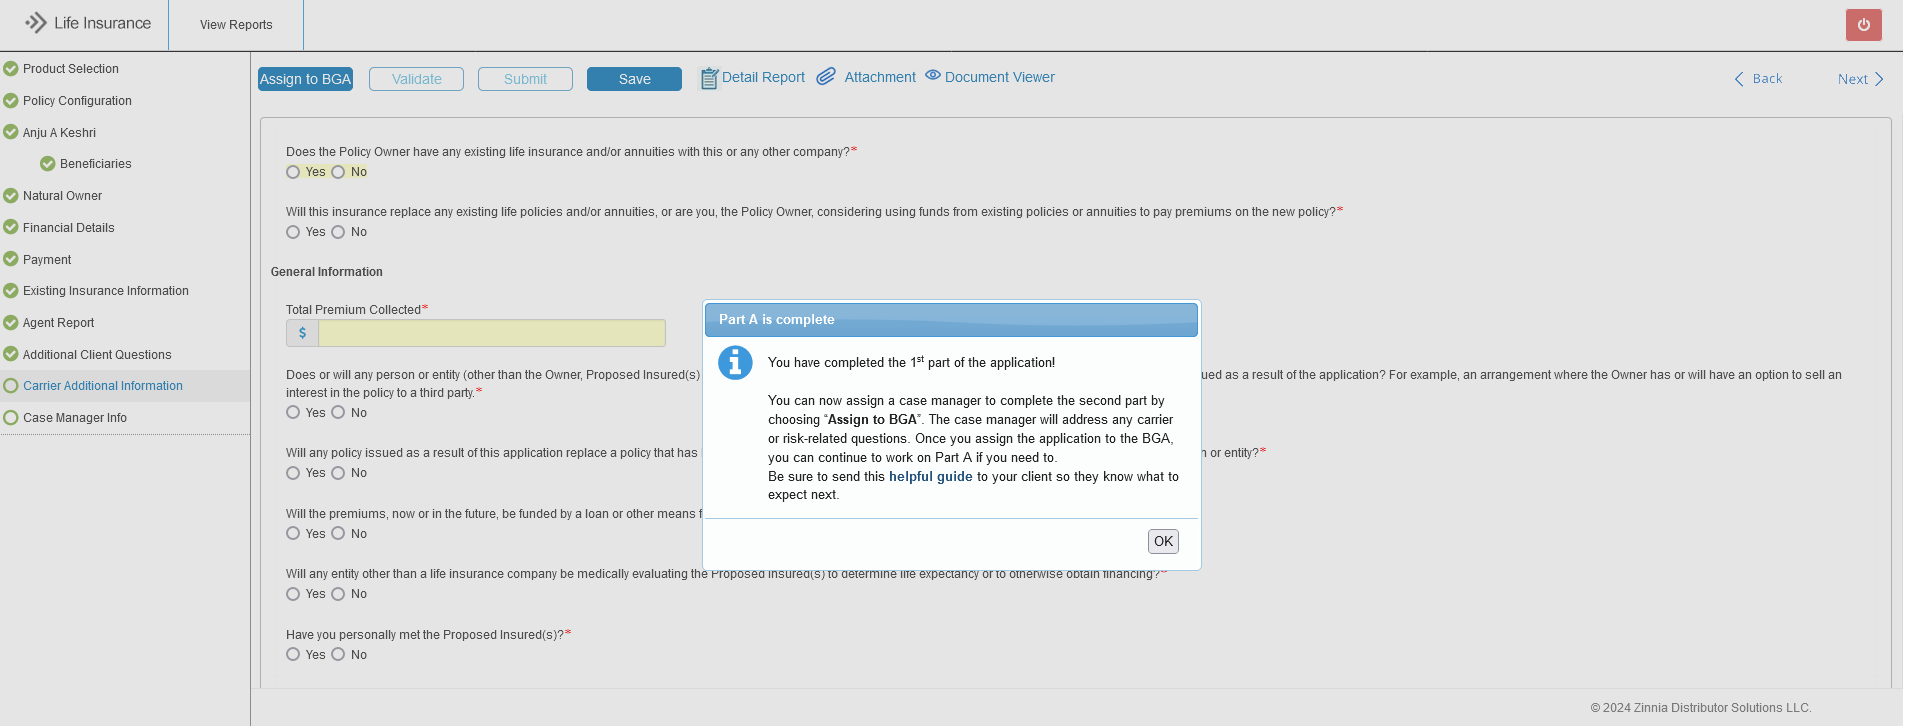 Life Insurance
View Reports
Product Selection
Policy Configuration
Anju A Keshri
Beneficiaries
Natural Owner
Financial Details
Payment
Existing Insurance Information
Agent Report
Additional Client Questions
Carrier Additional Information
Case Manager Info
Assign to BGA
Validate
Submit
Save
Detail Report
Attachment
Document Viewer
Back
Next
Does the Policy Owner have any existing life insurance and/or annuities with this or any other company?*
Yes No
Will this insurance replace any existing life policies and/or annuities, or are you, the Policy Owner, considering using funds from existing policies or annuities to pay premiums on the new policy?*
Yes No
General Information
Total Premium Collected*
$
Does or will any person or entity (other than the Owner, Proposed Insured(s)
ued as a result of the application? For example, an arrangement where the Owner has or will have an option to sell an
interest in the policy to a third party.*
Yes No
Will any policy issued as a result of this application replace a policy that has
n or entity?*
Yes No
Will the premiums, now or in the future, be funded by a loan or other means f
Yes No
Will any entity other than a life insurance company be medically evaluating the Proposed Insured(s) to determine life expectancy or to otherwise obtain financing?*
Yes No
Have you personally met the Proposed Insured(s)?*
Yes No
Part A is complete
You have completed the 1st part of the application!
You can now assign a case manager to complete the second part by
choosing “Assign to BGA”. The case manager will address any carrier
or risk-related questions. Once you assign the application to the BGA,
you can continue to work on Part A if you need to.
Be sure to send this helpful guide to your client so they know what to
expect next.
OK
© 2024 Zinnia Distributor Solutions LLC.